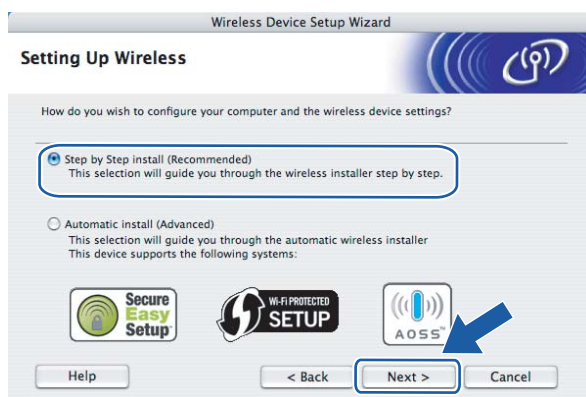 Wireless Device Setup Wizard
Setting Up Wireless
How do you wish to configure your computer and the wireless device settings?
Step by Step install (Recommended)
This selection will guide you through the wireless installer step by step.
Automatic install (Advanced)
This selection will guide you through the automatic wireless installer
This device supports the following systems:
Secure
Easy
Setup
Wi-Fi PROTECTED
SETUP
AOSS™
Help
< Back
Next >
Cancel